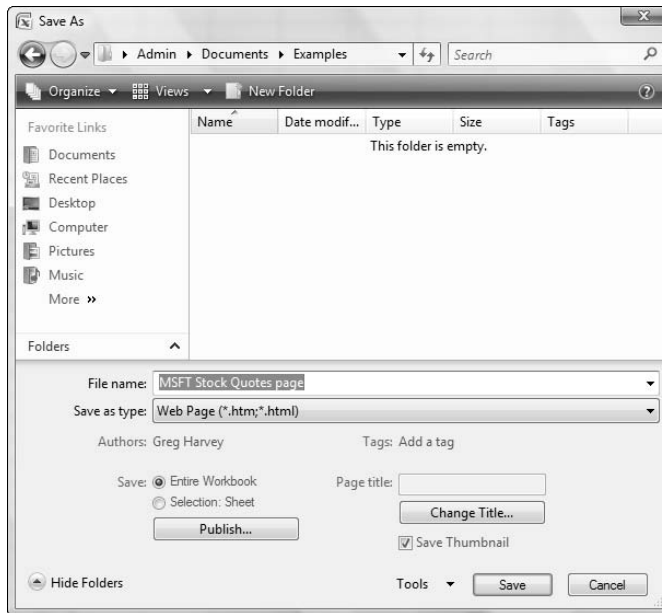 Save As
Admin Documents Examples Search
Organize Views New Folder
Favorite Links
Documents
Recent Places
Desktop
Computer
Pictures
Music
More »
Folders
Name Date modif... Type Size Tags
This folder is empty.
File name: MSFT Stock Quotes page
Save as type: Web Page (*.htm;*.html)
Authors: Greg Harvey Tags: Add a tag
Save: Entire Workbook Page title:
Selection: Sheet
Publish... Change Title...
Save Thumbnail
Hide Folders Tools Save Cancel